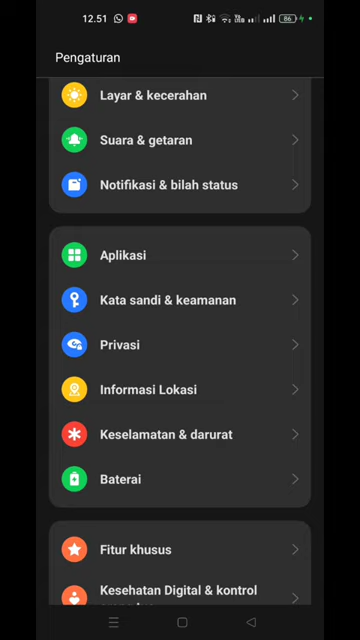 12.51
86
Pengaturan
Layar & kecerahan
Suara & getaran
Notifikasi & bilah status
Aplikasi
Kata sandi & keamanan
Privasi
Informasi Lokasi
Keselamatan & darurat
Baterai
Fitur khusus
Kesehatan Digital & kontrol